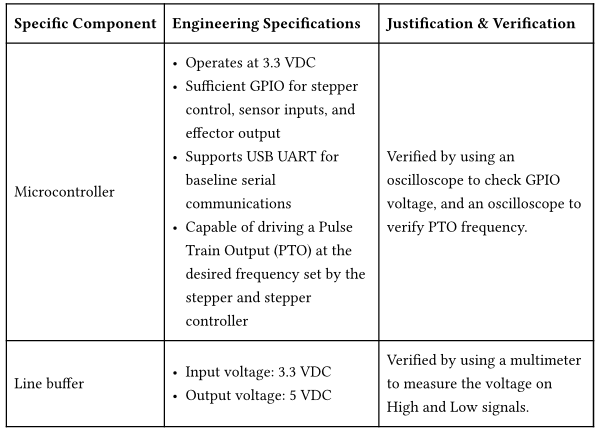 Specific Component
Engineering Specifications
Justification & Verification
Microcontroller
• Operates at 3.3 VDC
• Sufficient GPIO for stepper
control, sensor inputs, and
effector output
• Supports USB UART for
baseline serial
communications
• Capable of driving a Pulse
Train Output (PTO) at the
desired frequency set by the
stepper and stepper
controller
Verified by using an
oscilloscope to check GPIO
voltage, and an oscilloscope to
verify PTO frequency.
Line buffer
• Input voltage: 3.3 VDC
• Output voltage: 5 VDC
Verified by using a multimeter
to measure the voltage on
High and Low signals.